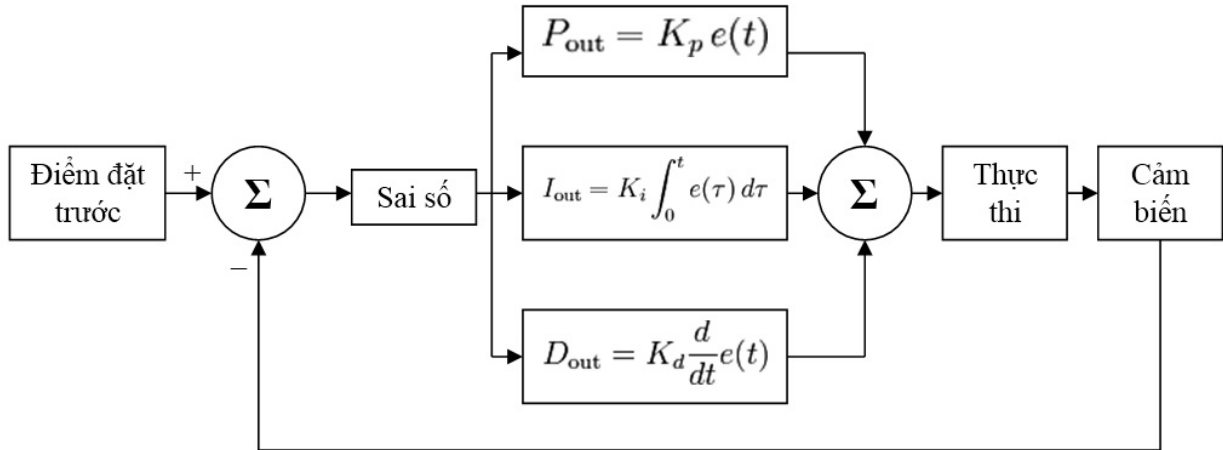 P_out = K_p e(t)
Điểm đặt
trước
+
Σ
−
Sai số
I_out = K_i ∫_0^t e(τ) dτ
Σ
Thực
thi
Cảm
biến
D_out = K_d d/dt e(t)